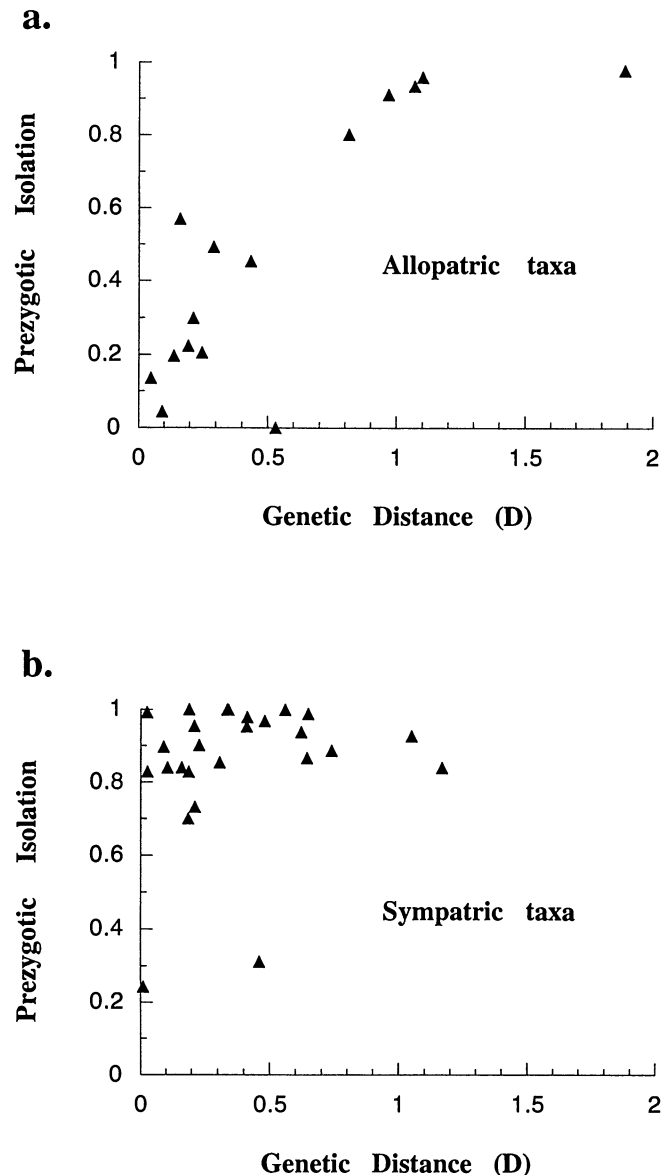 a.
1
0.8
0.6
0.4
0.2
0
Prezygotic Isolation
Allopatric taxa
0 0.5 1 1.5 2
Genetic Distance (D)
b.
1
0.8
0.6
0.4
0.2
0
Prezygotic Isolation
Sympatric taxa
0 0.5 1 1.5 2
Genetic Distance (D)